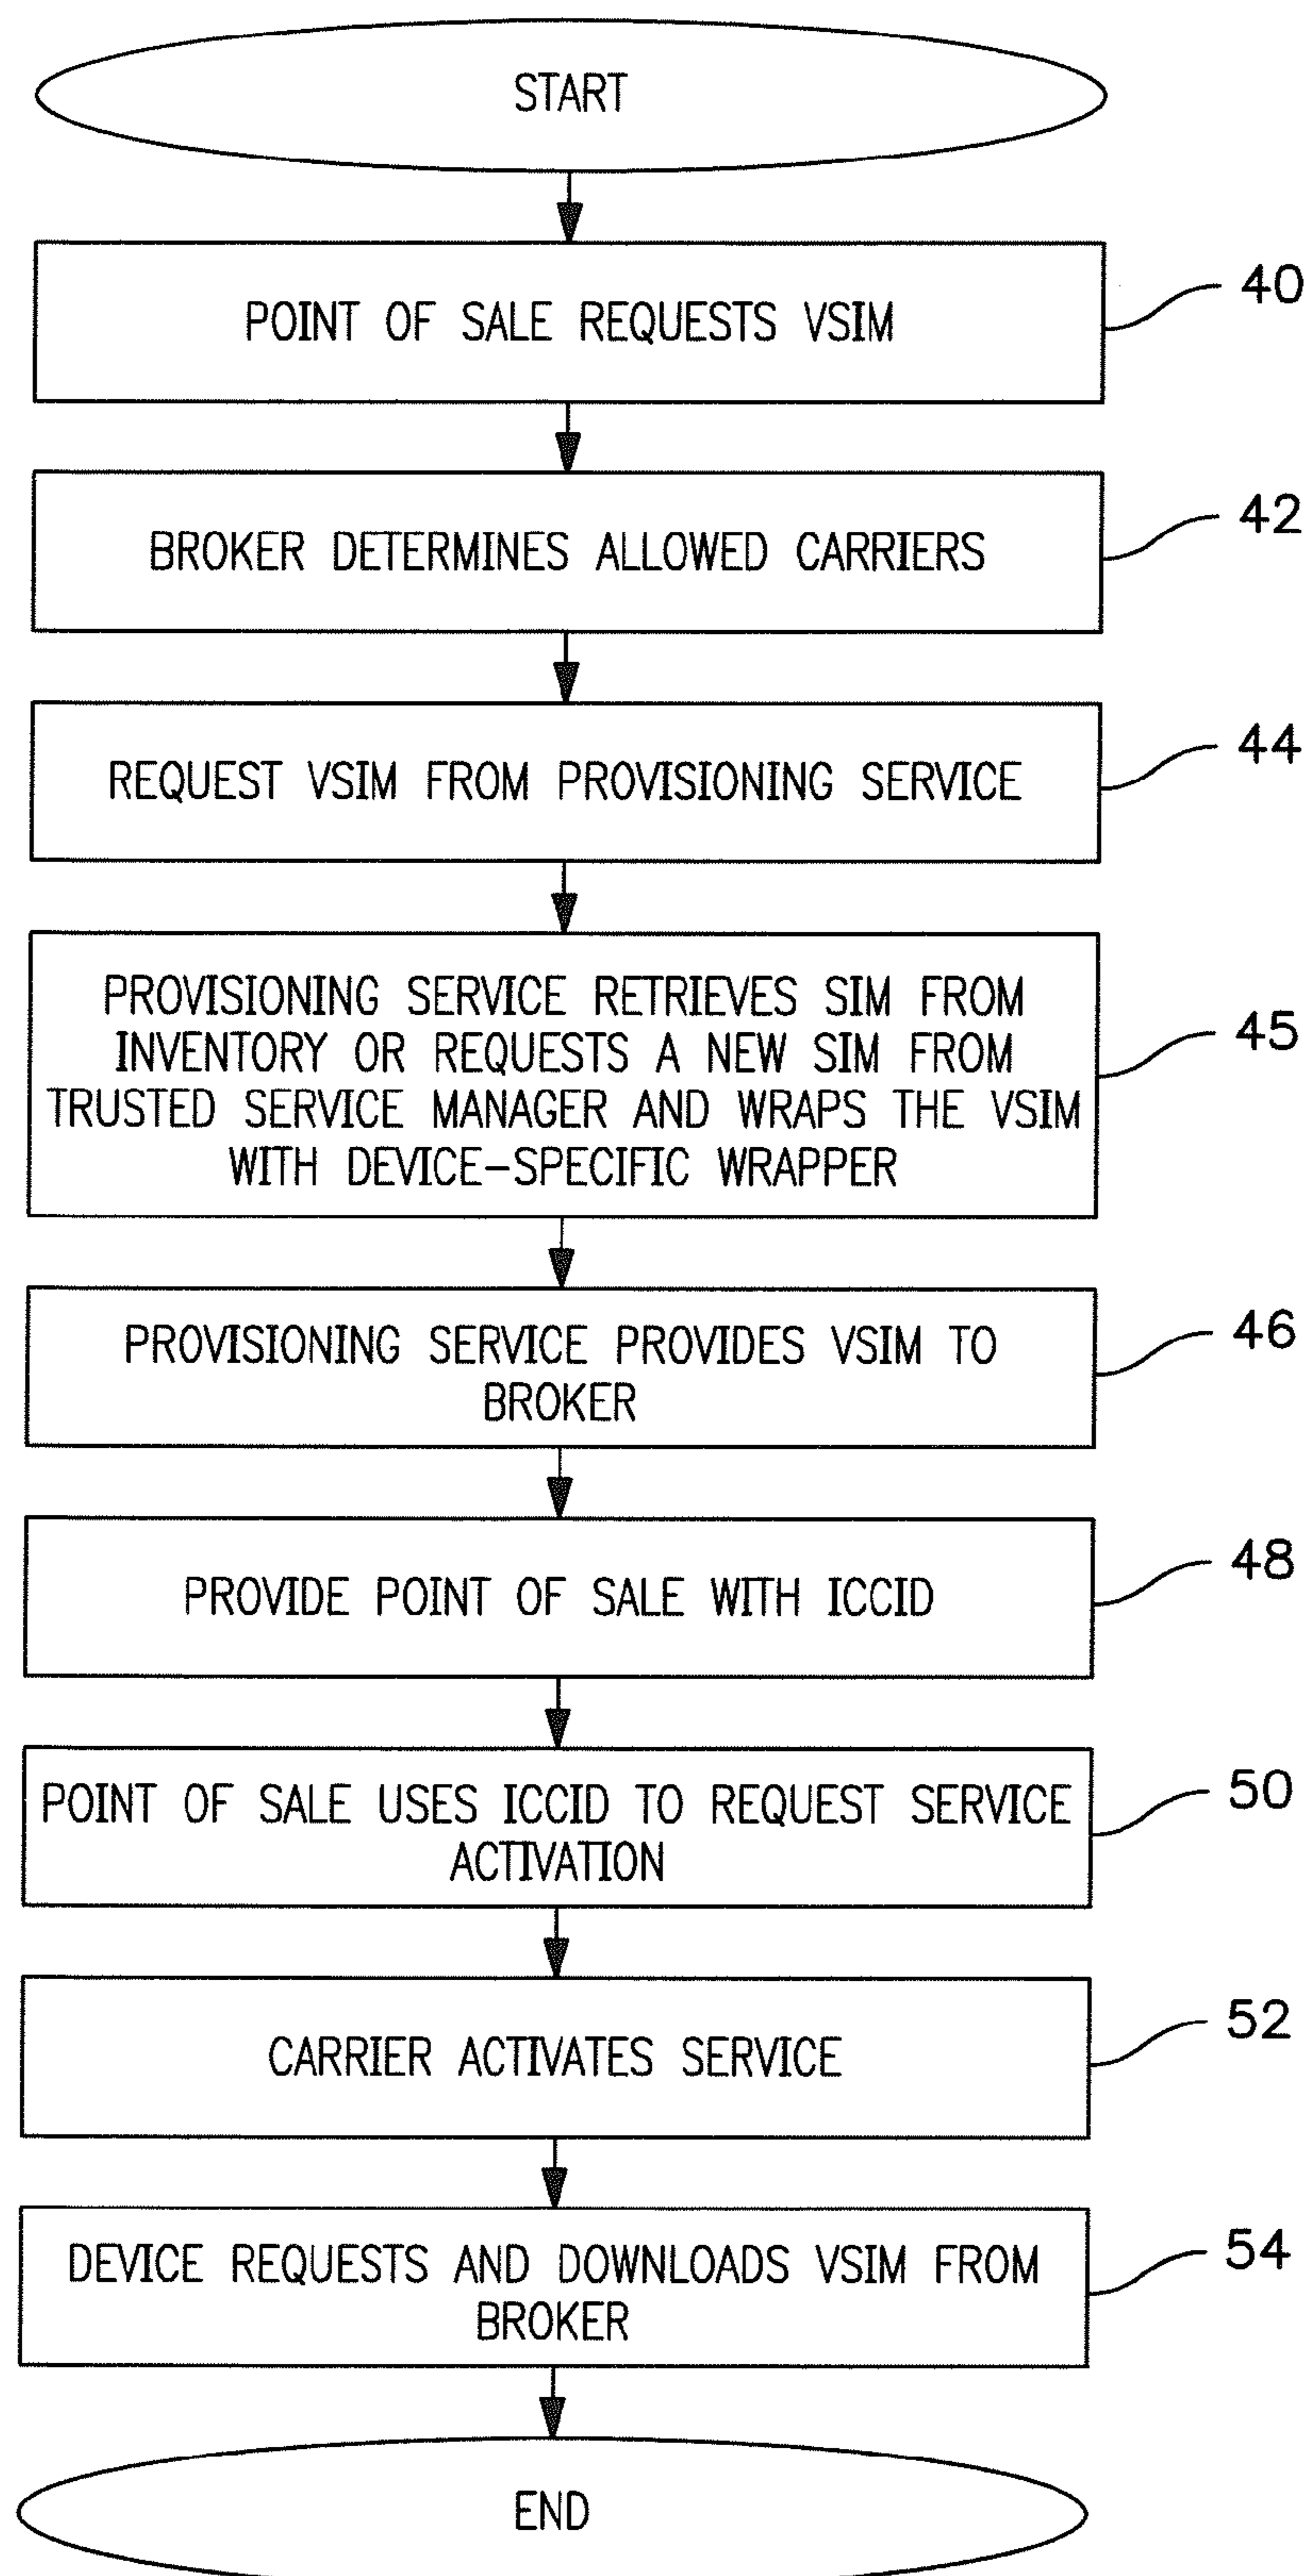 START
POINT OF SALE REQUESTS VSIM
40
BROKER DETERMINES ALLOWED CARRIERS
42
REQUEST VSIM FROM PROVISIONING SERVICE
44
PROVISIONING SERVICE RETRIEVES SIM FROM
INVENTORY OR REQUESTS A NEW SIM FROM
TRUSTED SERVICE MANAGER AND WRAPS THE VSIM
WITH DEVICE-SPECIFIC WRAPPER
45
PROVISIONING SERVICE PROVIDES VSIM TO
BROKER
46
PROVIDE POINT OF SALE WITH ICCID
48
POINT OF SALE USES ICCID TO REQUEST SERVICE
ACTIVATION
50
CARRIER ACTIVATES SERVICE
52
DEVICE REQUESTS AND DOWNLOADS VSIM FROM
BROKER
54
END